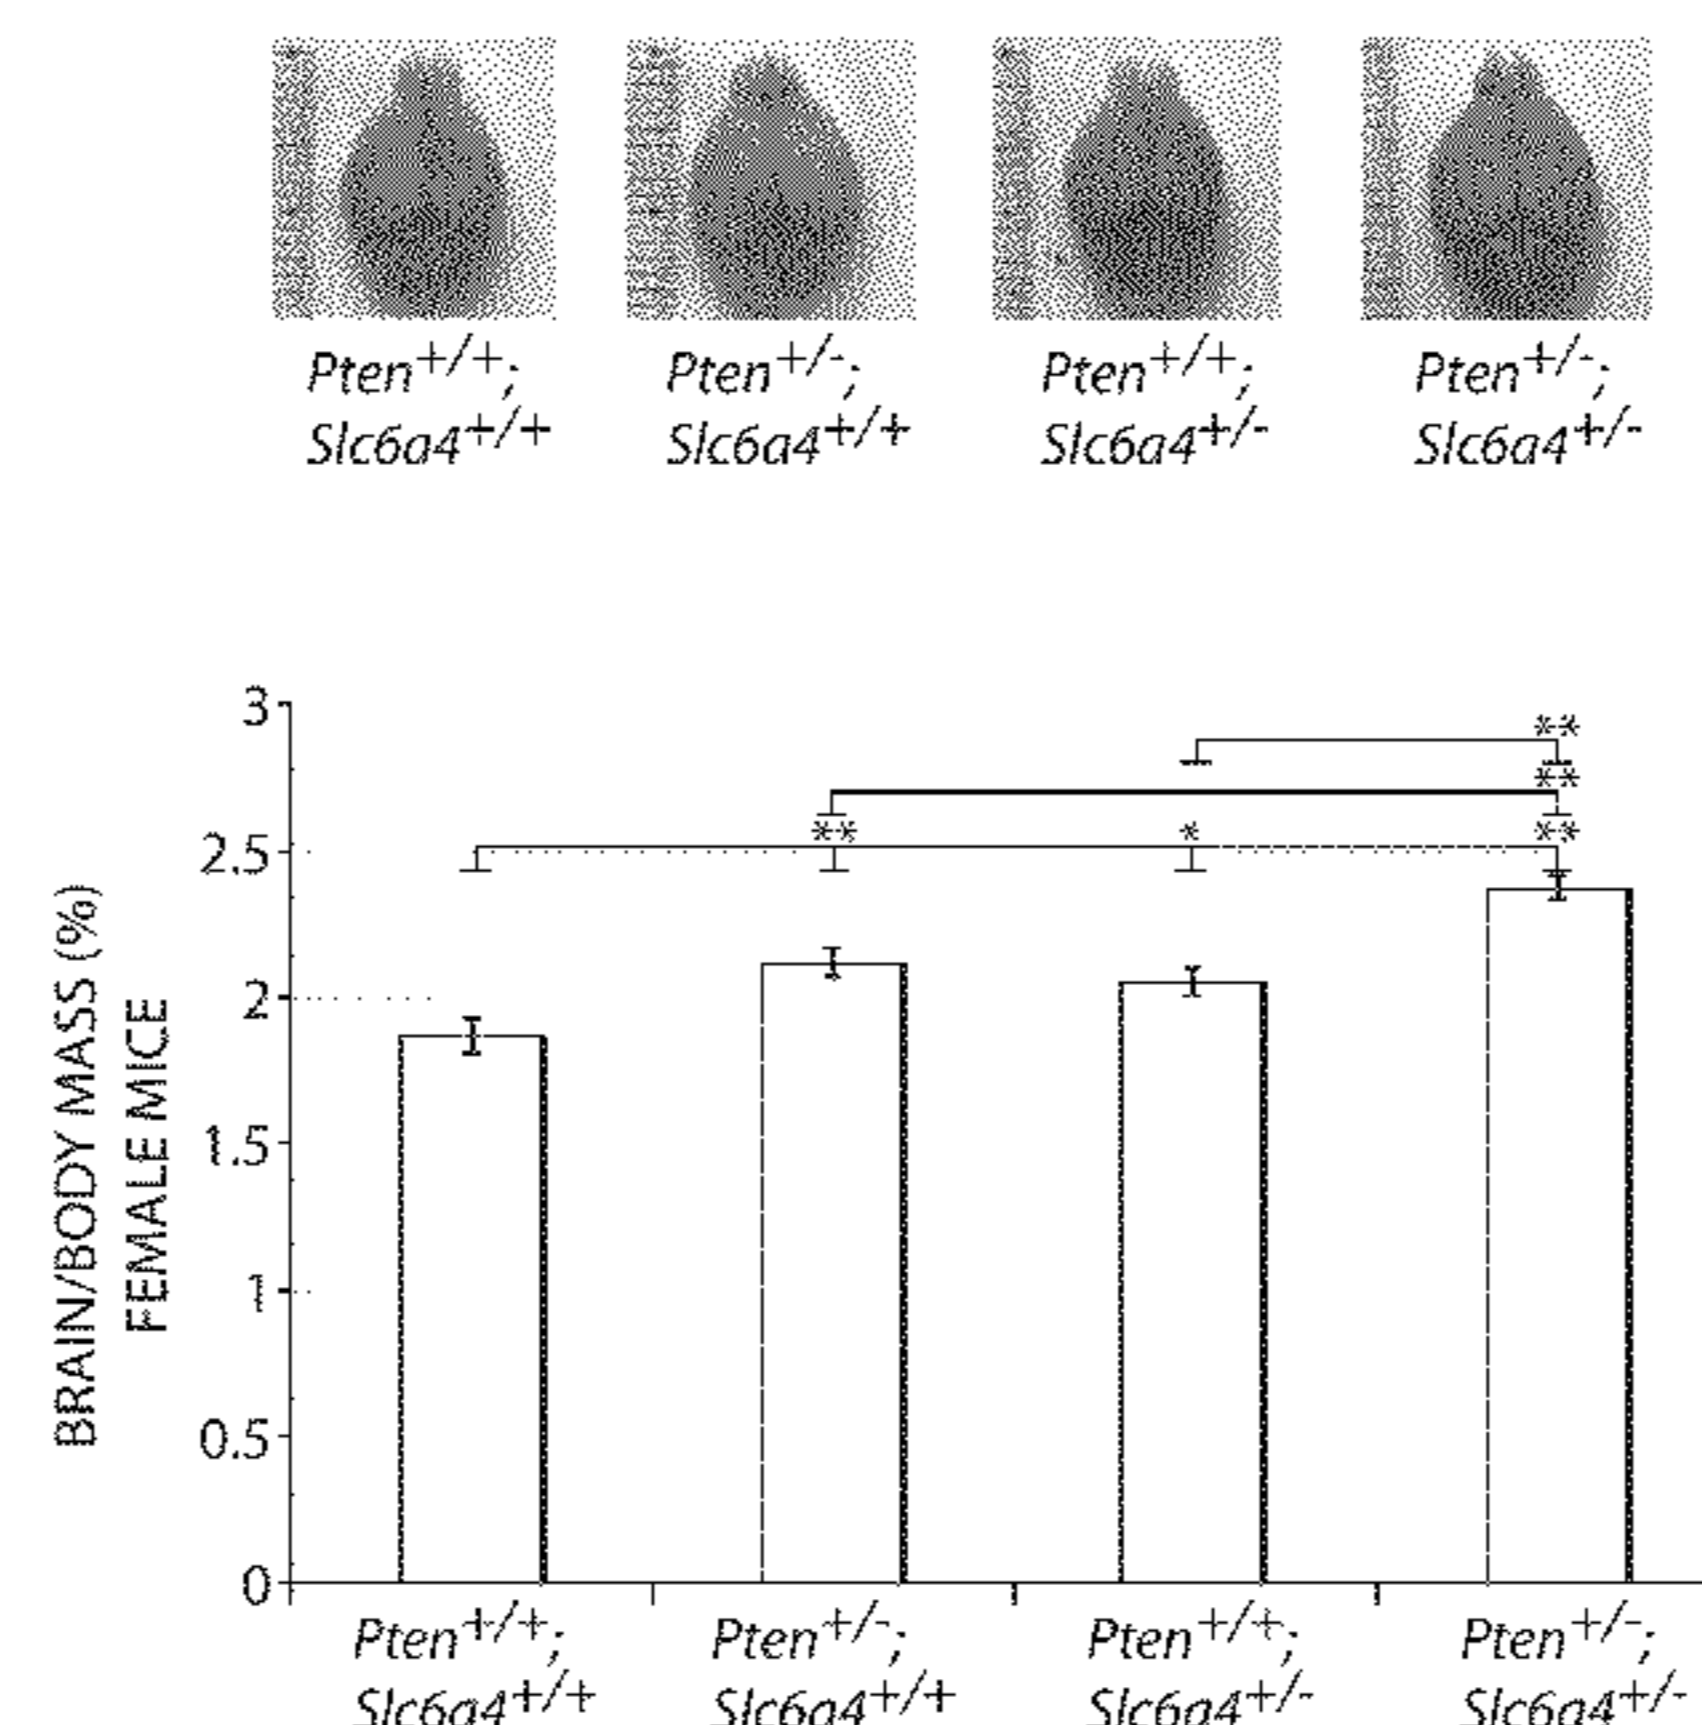 Pten+/+; Pten+/-; Pten+/+; Pten+/-;
Slc6a4+/+ Slc6a4+/+ Slc6a4+/- Slc6a4+/-
BRAIN/BODY MASS (%)
FEMALE MICE
3
2.5
2
1.5
1
0.5
0
**
**
** * **
Pten+/+; Pten+/-; Pten+/+; Pten+/-;
Slc6a4+/+ Slc6a4+/+ Slc6a4+/- Slc6a4+/-